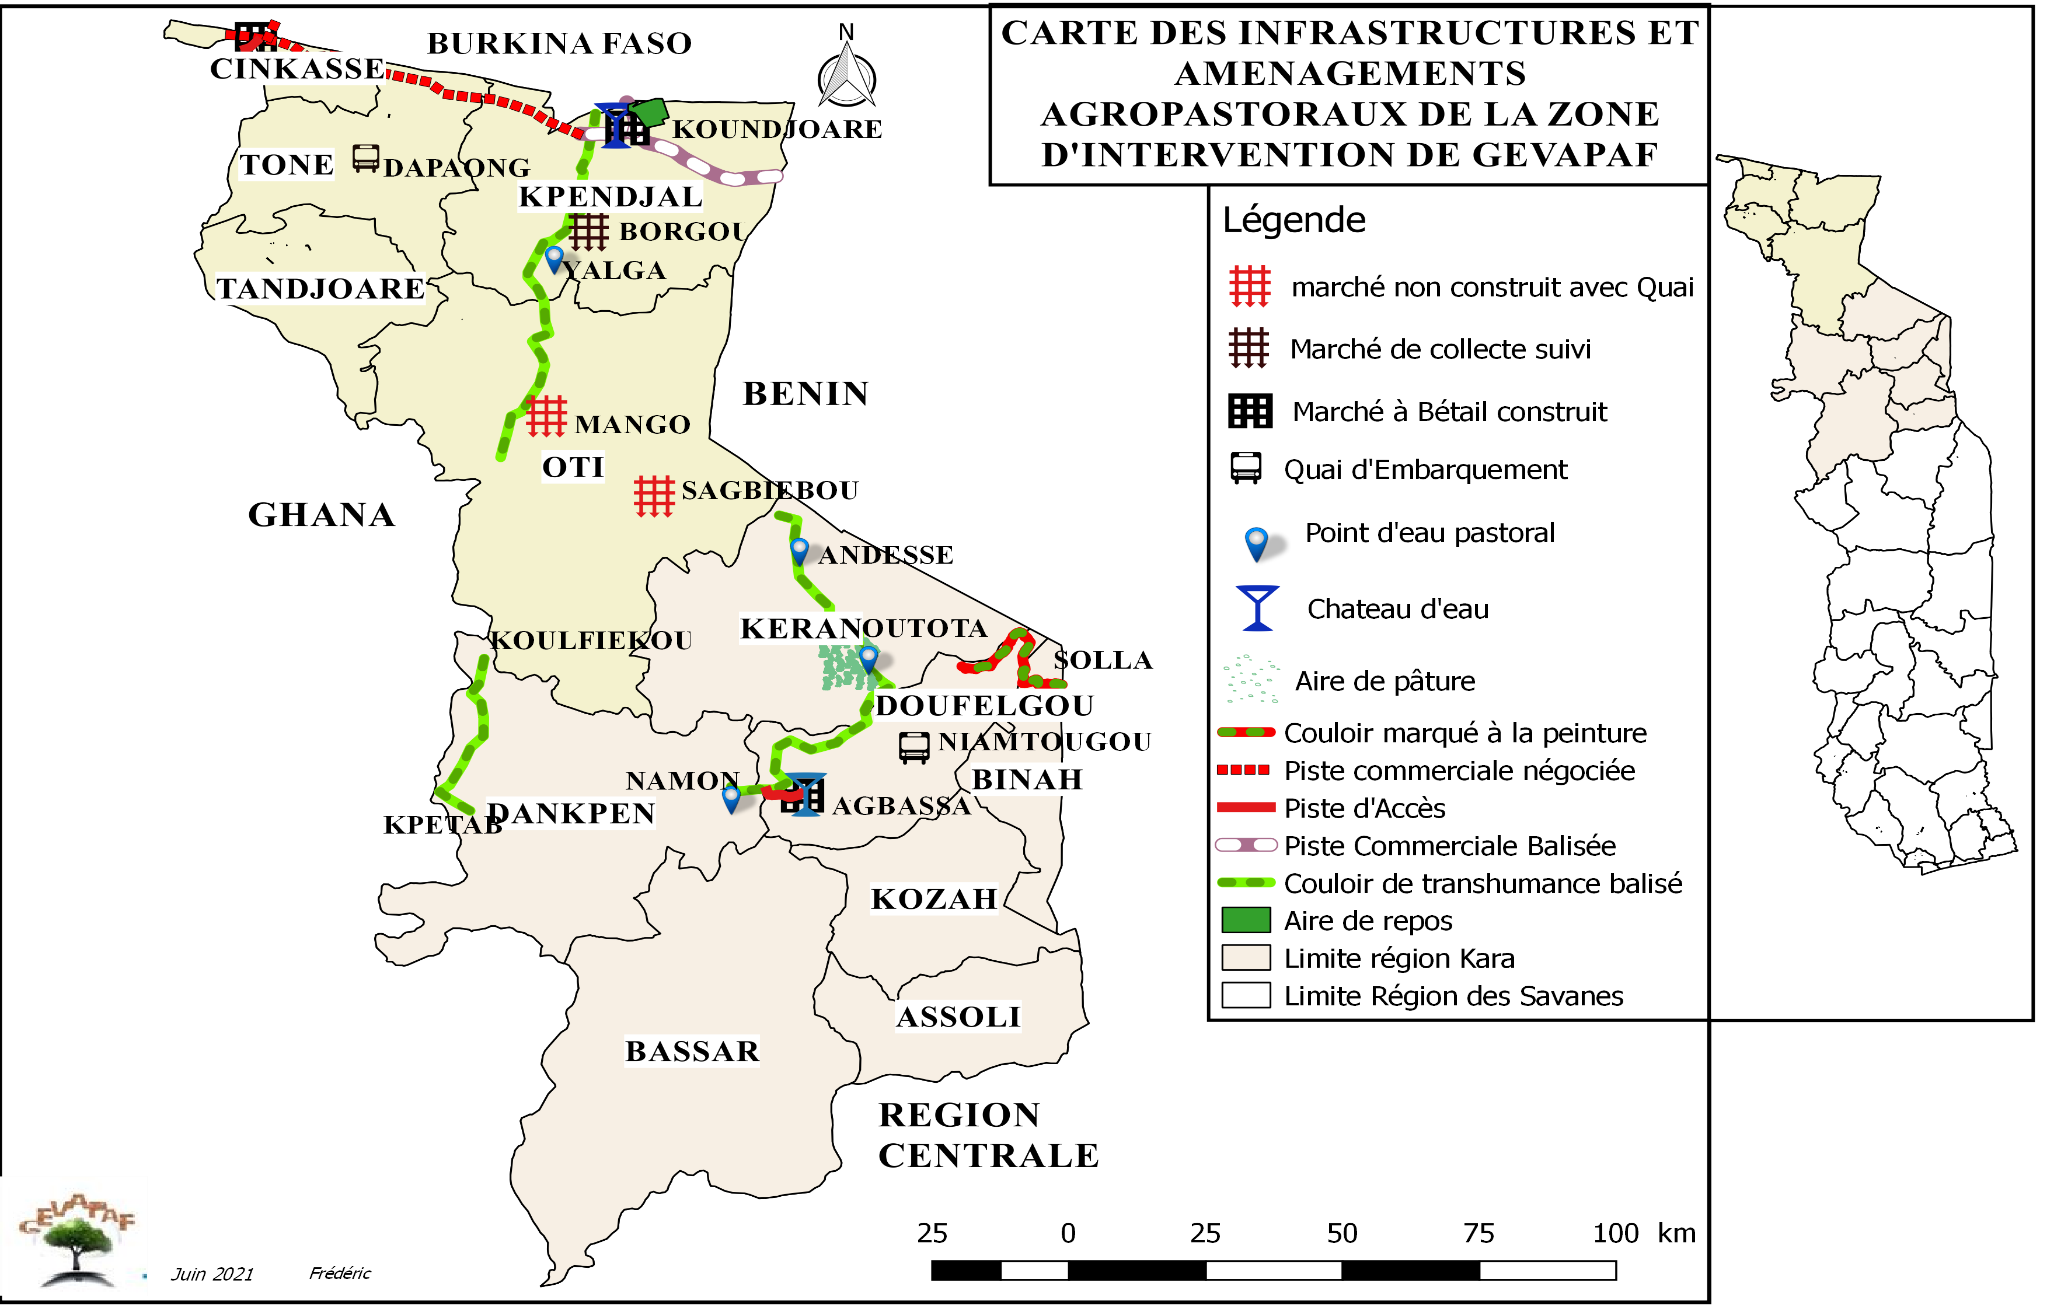 CARTE DES INFRASTRUCTURES ET
AMENAGEMENTS
AGROPASTORAUX DE LA ZONE
D'INTERVENTION DE GEVAPAF
N
BURKINA FASO
CINKASSE
KOUNDJOARE
TONE
DAPAONG
KPENDJAL
BORGOU
YALGA
TANDJOARE
BENIN
MANGO
OTI
SAGBIEBOU
GHANA
ANDESSE
KERAN
OUTOTA
KOULFIEKOU
SOLLA
DOUFELGOU
NIAMTOUGOU
BINAH
NAMON
AGBASSA
DANKPEN
KPETAB
KOZAH
ASSOLI
BASSAR
REGION
CENTRALE
Légende
marché non construit avec Quai
Marché de collecte suivi
Marché à Bétail construit
Quai d'Embarquement
Point d'eau pastoral
Chateau d'eau
Aire de pâture
Couloir marqué à la peinture
Piste commerciale négociée
Piste d'Accès
Piste Commerciale Balisée
Couloir de transhumance balisé
Aire de repos
Limite région Kara
Limite Région des Savanes
25 0 25 50 75 100 km
GEVAPAF
Juin 2021 Frédéric